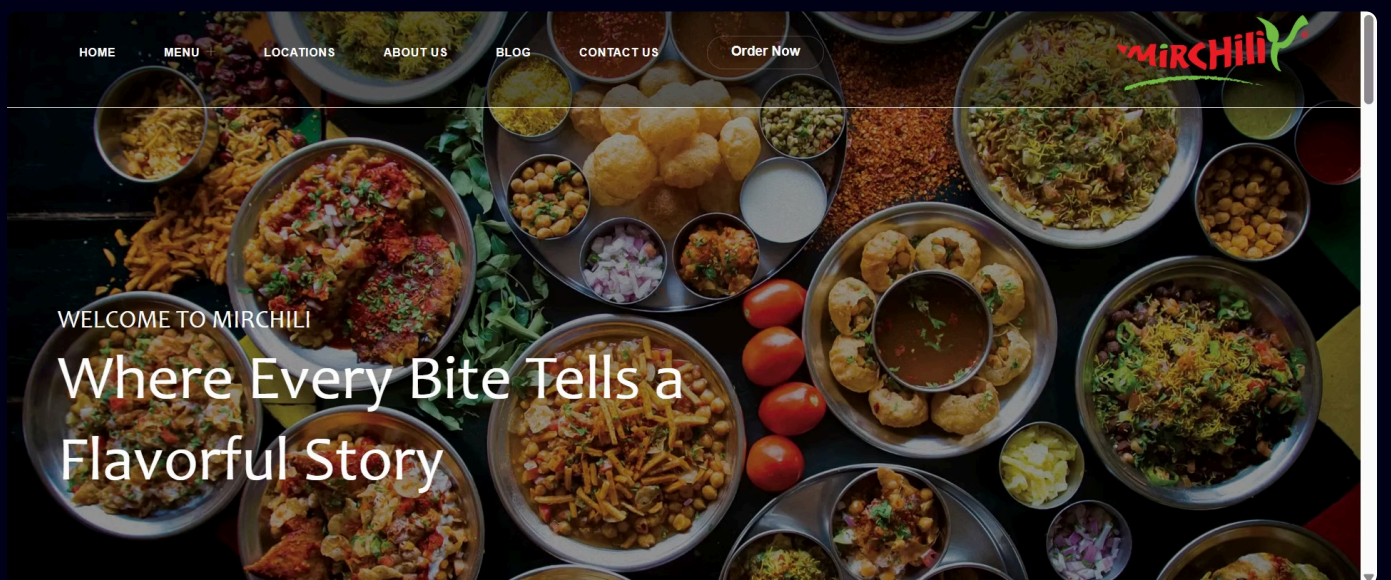 HOME MENU + LOCATIONS ABOUT US BLOG CONTACT US Order Now
MiRCHiliY
WELCOME TO MIRCHILI
Where Every Bite Tells a
Flavorful Story